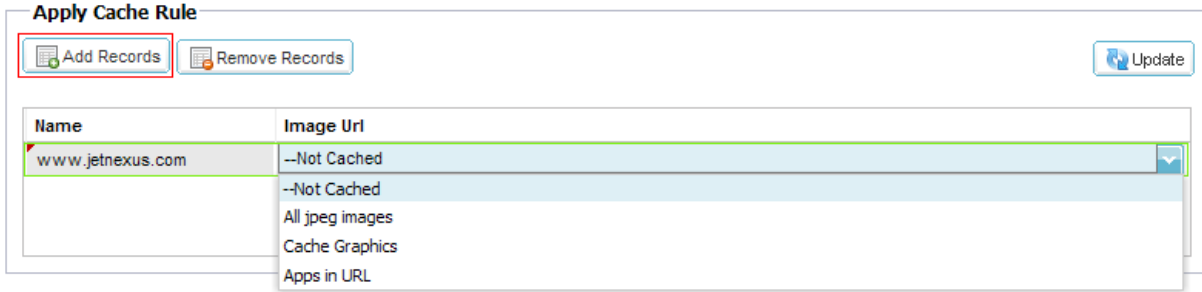 Apply Cache Rule
Add Records Remove Records Update
Name Image Url
www.jetnexus.com --Not Cached
--Not Cached
All jpeg images
Cache Graphics
Apps in URL